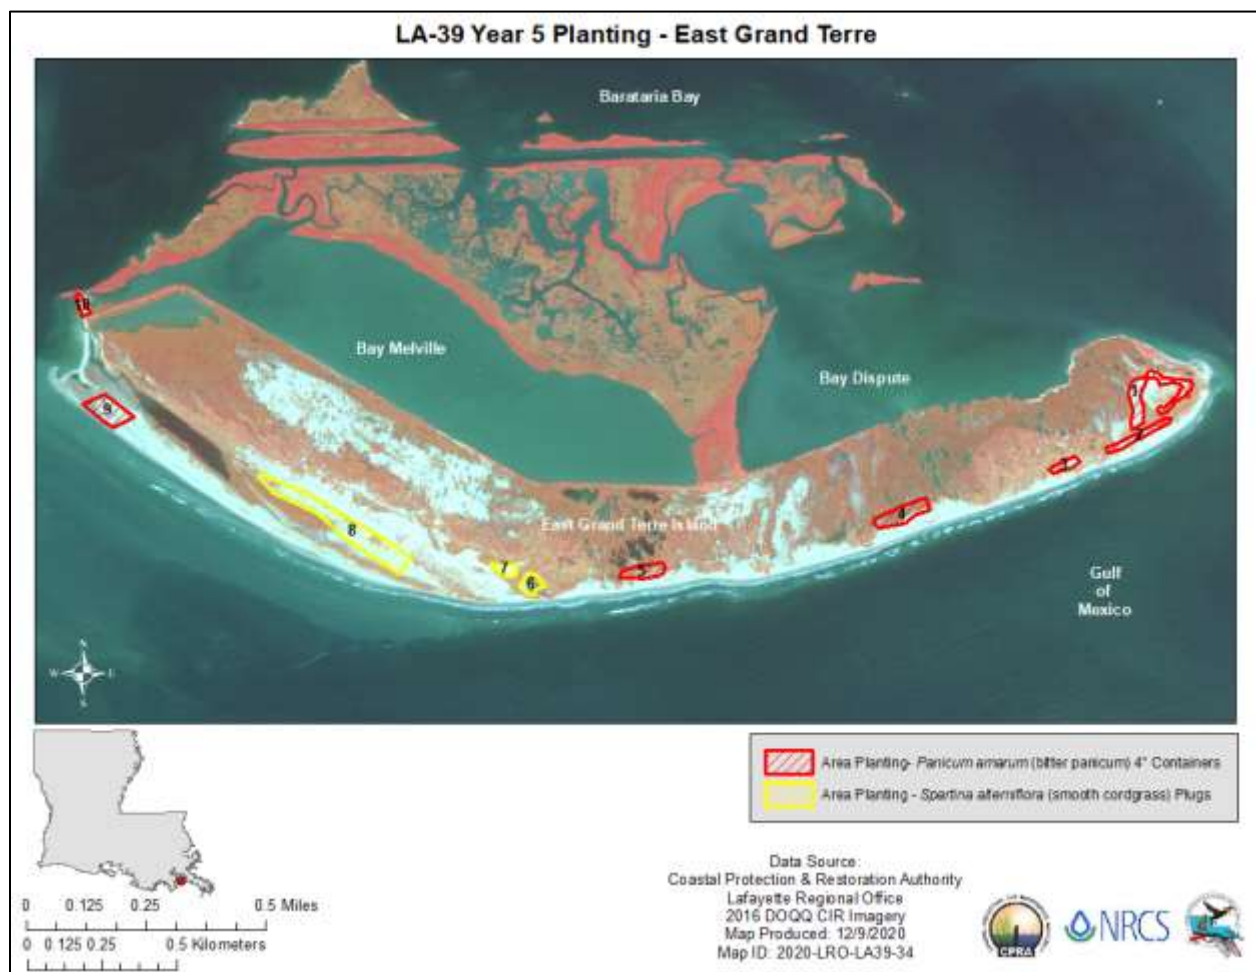 LA-39 Year 5 Planting - East Grand Terre
Barataria Bay
Bay Melville
Bay Dispute
East Grand Terre Island
Gulf
of
Mexico
10
9
8
7
6
5
4
1
2
3
N
W E
S
Area Planting- Panicum amarum (bitter panicum) 4" Containers
Area Planting - Spartina alterniflora (smooth cordgrass) Plugs
0 0.125 0.25 0.5 Miles
0 0.125 0.25 0.5 Kilometers
Data Source:
Coastal Protection & Restoration Authority
Lafayette Regional Office
2016 DOQQ CIR Imagery
Map Produced: 12/9/2020
Map ID: 2020-LRO-LA39-34
CPRA
NRCS